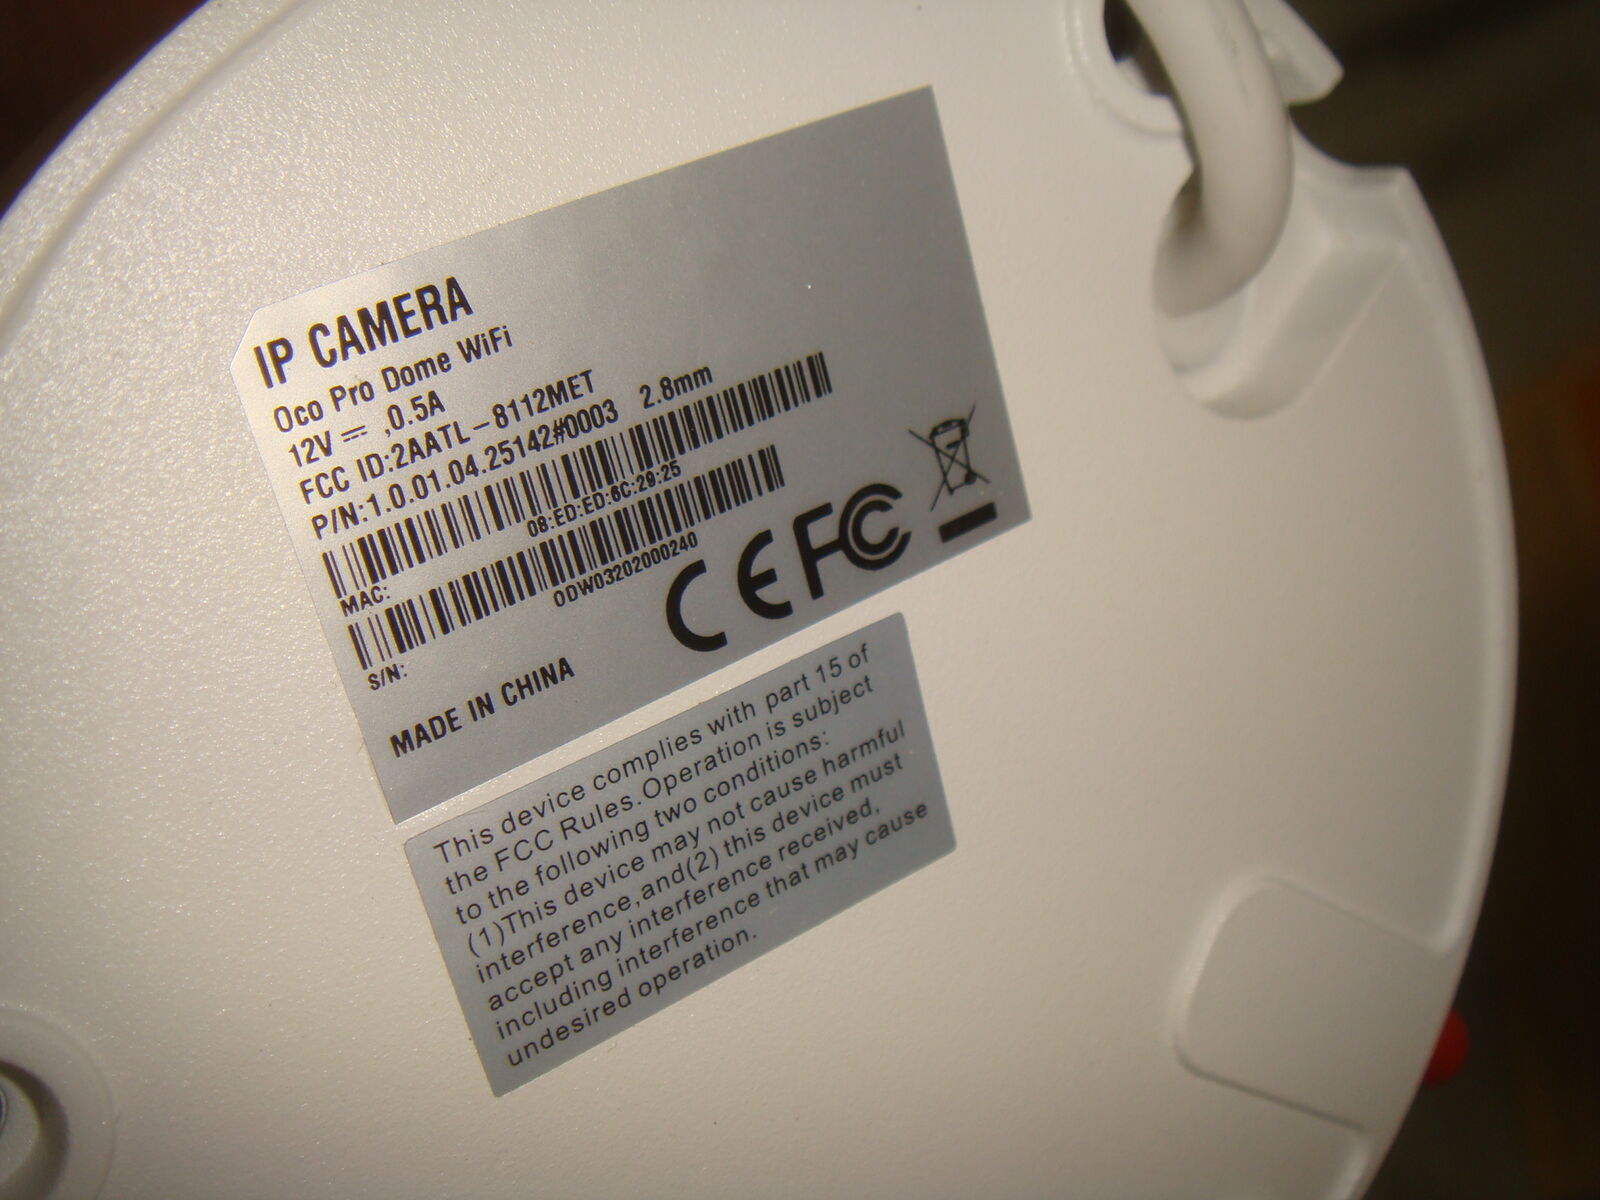 IP CAMERA
Oco Pro Dome WiFi
12V ⎓ ,0.5A
FCC ID:2AATL-8112MET
P/N:1.0.01.04.25142#0003 2.8mm
MAC: 08:ED:ED:6C:29:25
S/N: ODW03202000240
MADE IN CHINA
CE FC
This device complies with part 15 of
the FCC Rules.Operation is subject
to the following two conditions:
(1)This device may not cause harmful
interference,and(2) this device must
accept any interference received,
including interference that may cause
undesired operation.